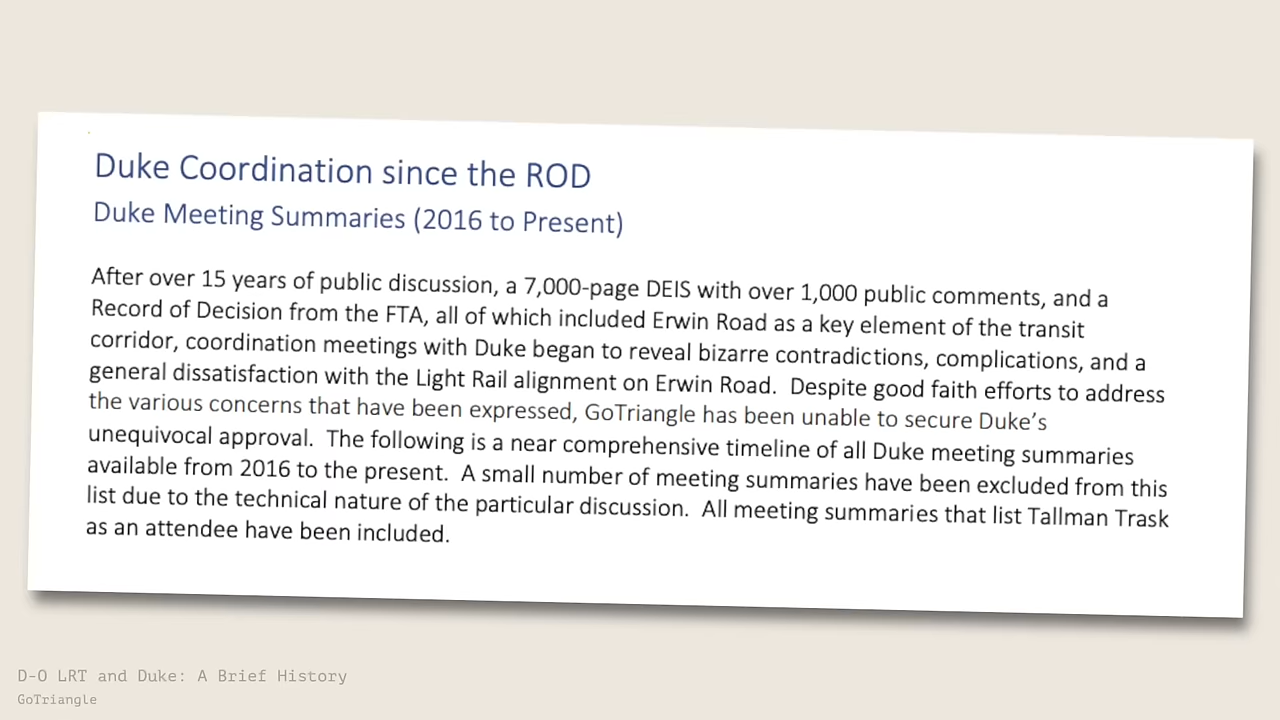 Duke Coordination since the ROD
Duke Meeting Summaries (2016 to Present)
After over 15 years of public discussion, a 7,000-page DEIS with over 1,000 public comments, and a
Record of Decision from the FTA, all of which included Erwin Road as a key element of the transit
corridor, coordination meetings with Duke began to reveal bizarre contradictions, complications, and a
general dissatisfaction with the Light Rail alignment on Erwin Road.  Despite good faith efforts to address
the various concerns that have been expressed, GoTriangle has been unable to secure Duke’s
unequivocal approval.  The following is a near comprehensive timeline of all Duke meeting summaries
available from 2016 to the present.  A small number of meeting summaries have been excluded from this
list due to the technical nature of the particular discussion.  All meeting summaries that list Tallman Trask
as an attendee have been included.
D-O LRT and Duke: A Brief History
GoTriangle